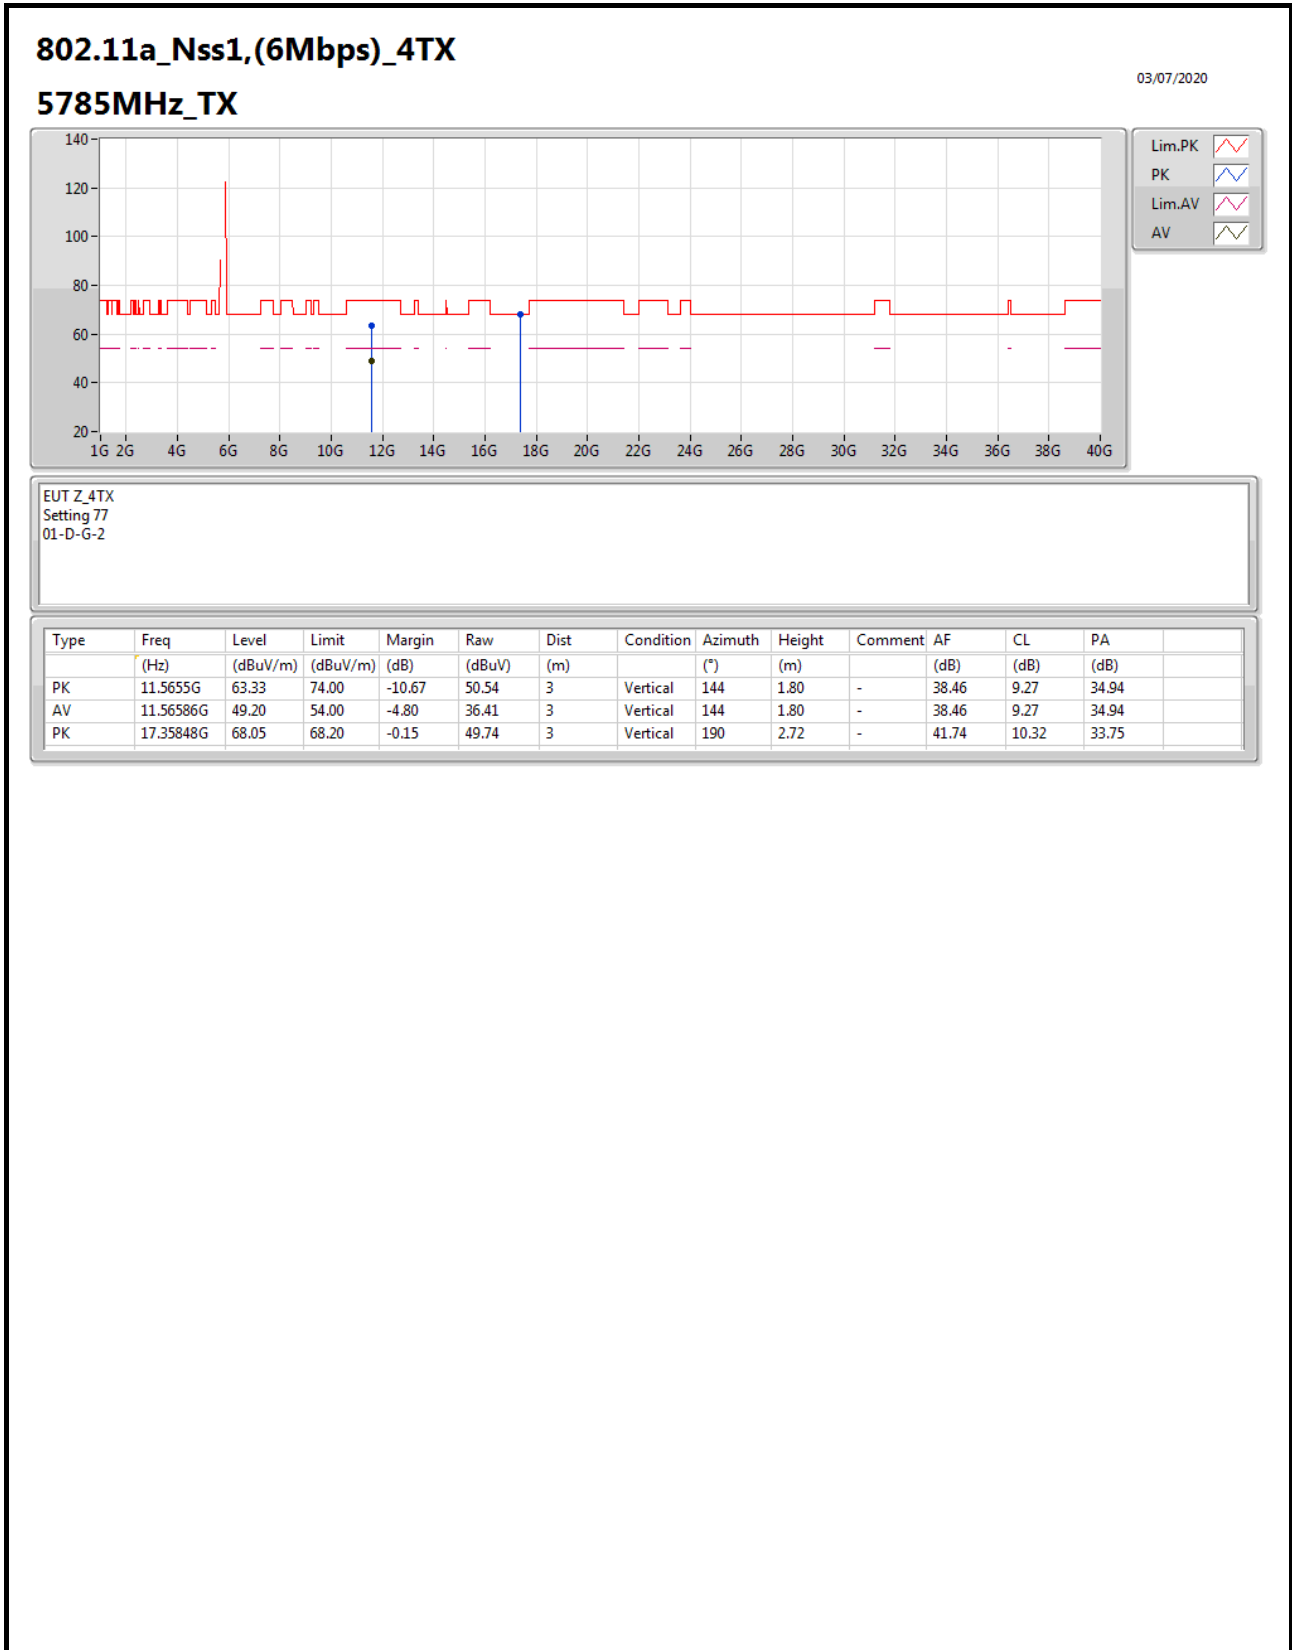 802.11a_Nss1,(6Mbps)_4TX
03/07/2020
5785MHz_TX
140
120
100
80
60
40
20
1G 2G 4G 6G 8G 10G 12G 14G 16G 18G 20G 22G 24G 26G 28G 30G 32G 34G 36G 38G 40G
Lim.PK
PK
Lim.AV
AV
EUT Z_4TX
Setting 77
01-D-G-2
Type Freq Level Limit Margin Raw Dist Condition Azimuth Height Comment AF CL PA
(Hz) (dBuV/m) (dBuV/m) (dB) (dBuV) (m) (°) (m) (dB) (dB) (dB)
PK 11.5655G 63.33 74.00 -10.67 50.54 3 Vertical 144 1.80 - 38.46 9.27 34.94
AV 11.56586G 49.20 54.00 -4.80 36.41 3 Vertical 144 1.80 - 38.46 9.27 34.94
PK 17.35848G 68.05 68.20 -0.15 49.74 3 Vertical 190 2.72 - 41.74 10.32 33.75